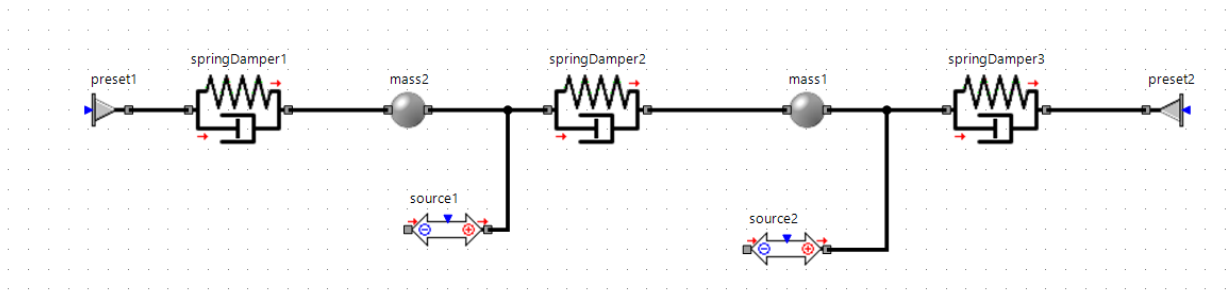 springDamper1
springDamper2
springDamper3
preset1
mass2
mass1
preset2
source1
source2